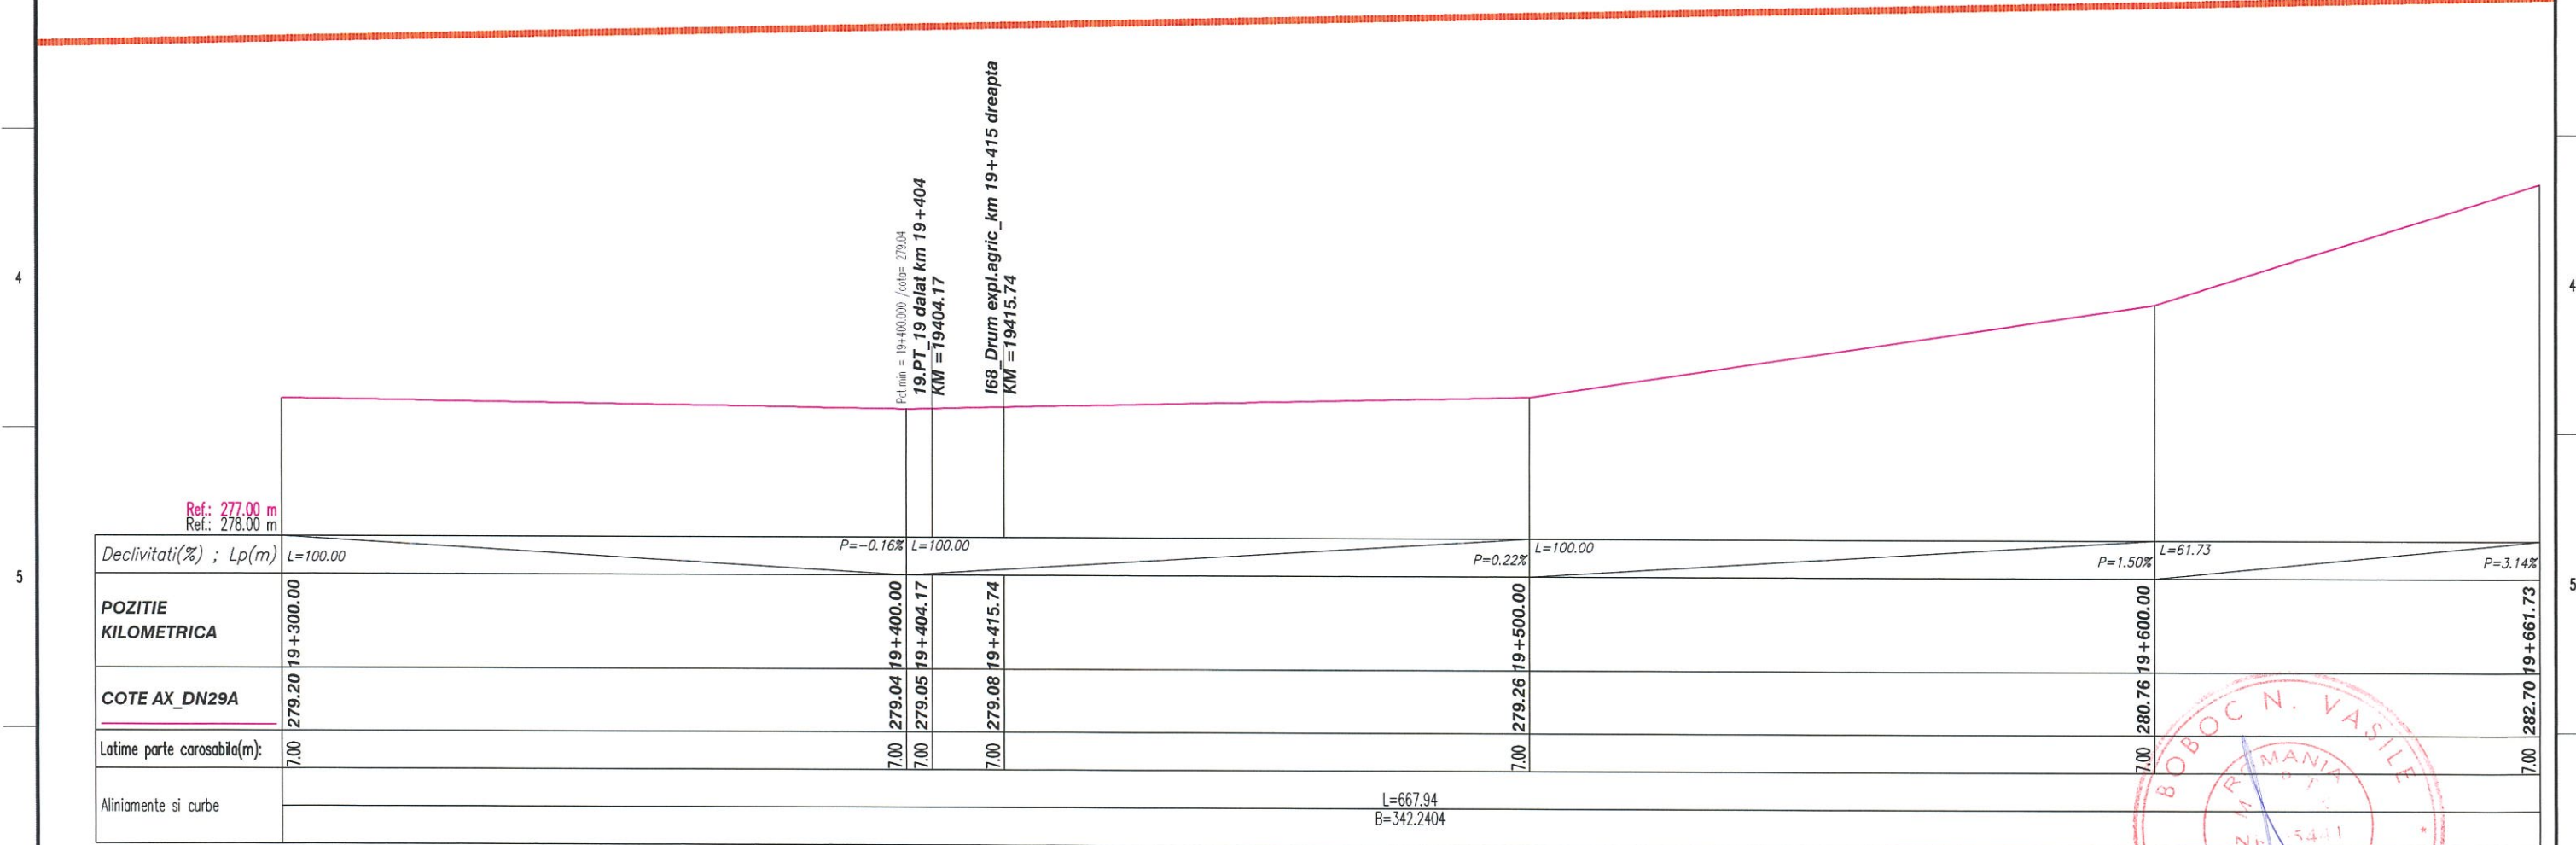 Pct.min = 19+400.000 /cota= 279.04
19.PT_19 dalat km 19+404
KM =19404.17
I68_Drum expl.agric_km 19+415 dreapta
KM =19415.74
4
4
Ref.: 277.00 m
Ref.: 278.00 m
Declivitati(%) ; Lp(m)
L=100.00
P=-0.16%
L=100.00
P=0.22%
L=100.00
P=1.50%
L=61.73
P=3.14%
5
5
POZITIE
KILOMETRICA
19+300.00
19+400.00
19+404.17
19+415.74
19+500.00
19+600.00
19+661.73
COTE AX_DN29A
279.20
279.04
279.05
279.08
279.26
280.76
282.70
Latime parte carosabila(m):
7.00
7.00
7.00
7.00
7.00
7.00
7.00
Aliniamente si curbe
L=667.94
B=342.2404
BOBOC N. VASILE
ROMANIA